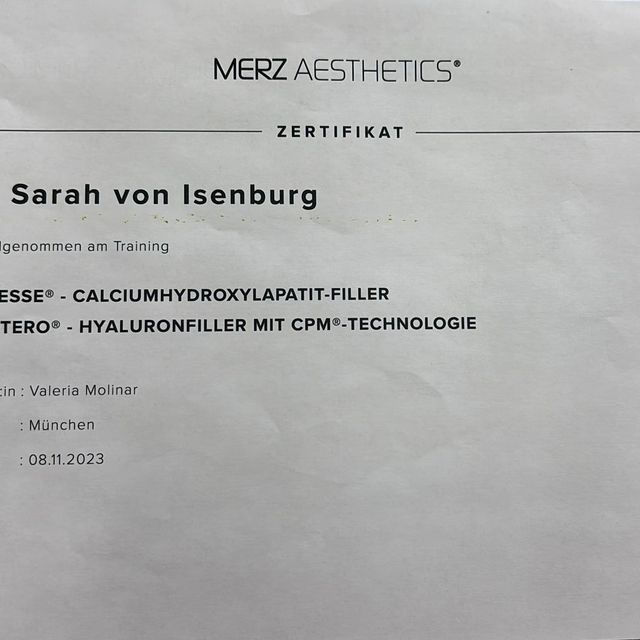 MERZ AESTHETICS®
ZERTIFIKAT
Sarah von Isenburg
lgenommen am Training
ESSE® - CALCIUMHYDROXYLAPATIT-FILLER
TERO® - HYALURONFILLER MIT CPM®-TECHNOLOGIE
tin : Valeria Molinar
: München
: 08.11.2023